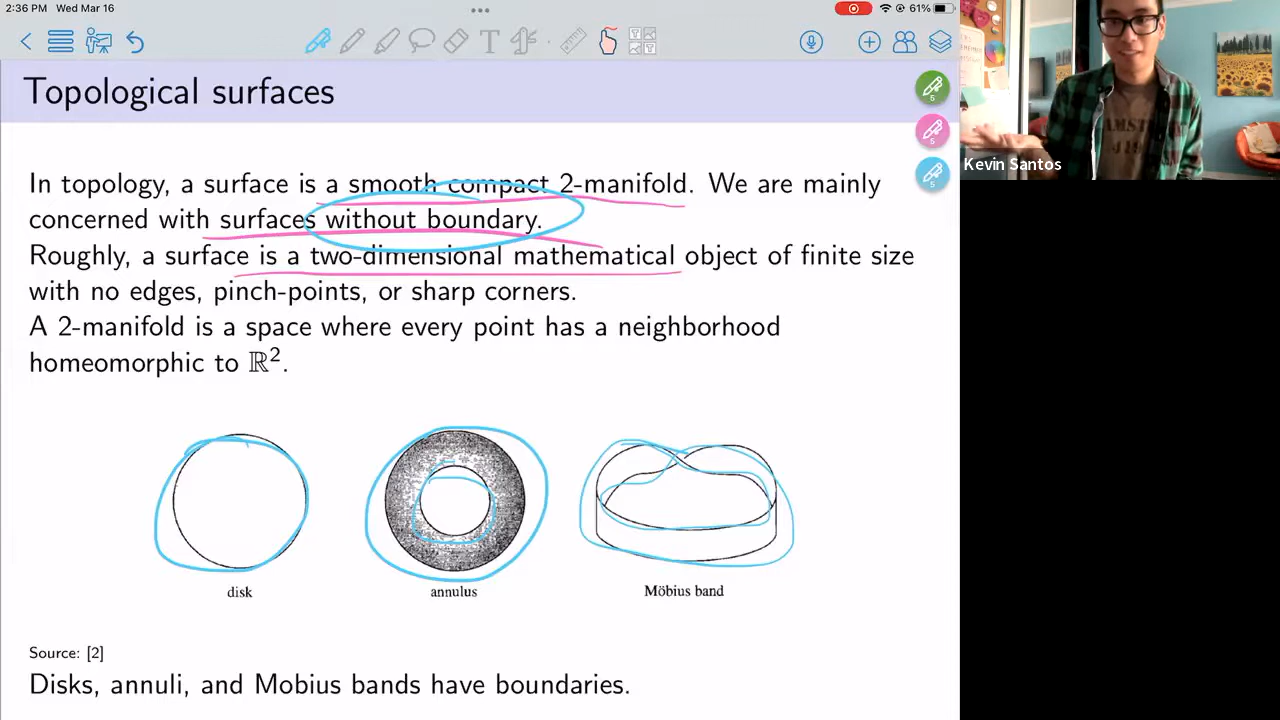 2:36 PM Wed Mar 16
61%
T
Topological surfaces
5
5
5
In topology, a surface is a smooth compact 2-manifold. We are mainly
concerned with surfaces without boundary.
Roughly, a surface is a two-dimensional mathematical object of finite size
with no edges, pinch-points, or sharp corners.
A 2-manifold is a space where every point has a neighborhood
homeomorphic to ℝ².
disk annulus Möbius band
Source: [2]
Disks, annuli, and Mobius bands have boundaries.
Kevin Santos